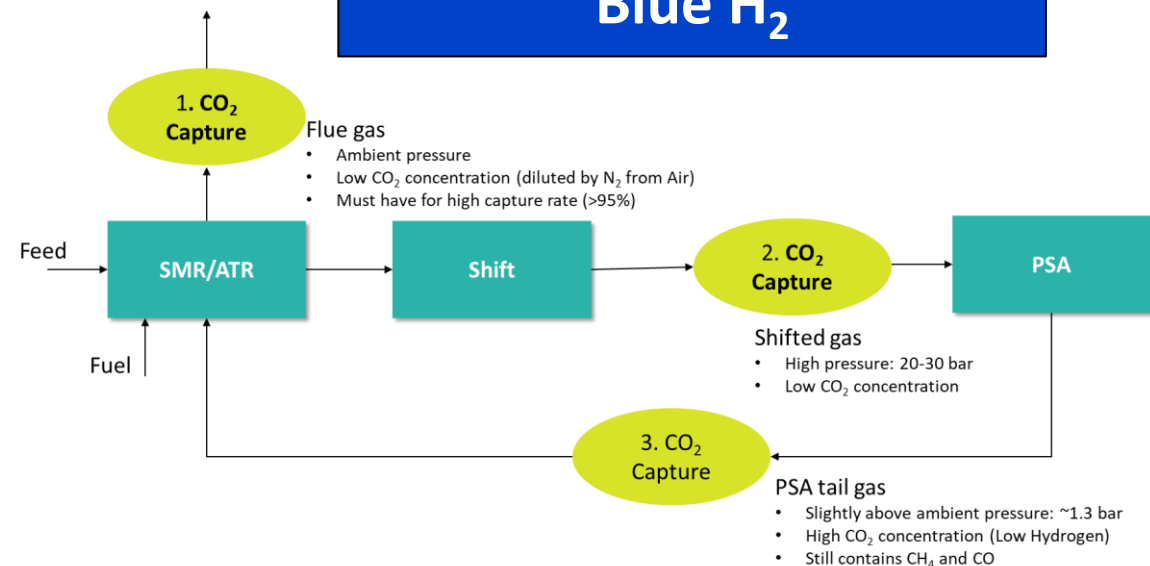 Blue H₂
1. CO₂
Capture
Flue gas
• Ambient pressure
• Low CO₂ concentration (diluted by N₂ from Air)
• Must have for high capture rate (>95%)
Feed
SMR/ATR
Shift
2. CO₂
Capture
PSA
Fuel
Shifted gas
• High pressure: 20-30 bar
• Low CO₂ concentration
3. CO₂
Capture
PSA tail gas
• Slightly above ambient pressure: ~1.3 bar
• High CO₂ concentration (Low Hydrogen)
• Still contains CH₄ and CO